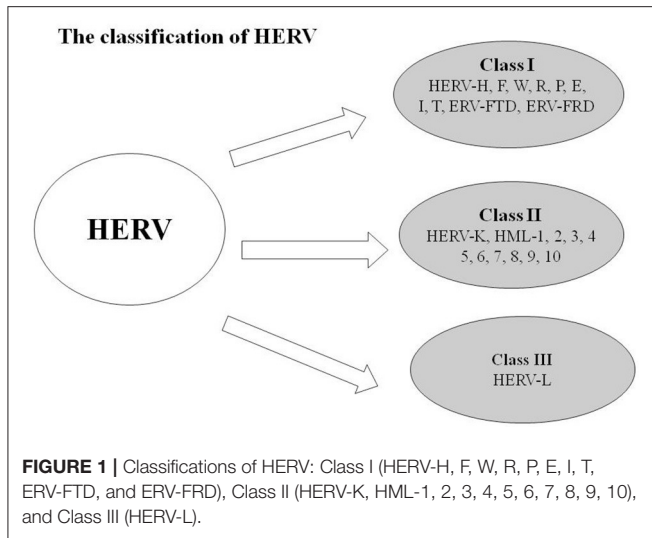 The classification of HERV
HERV
Class I
HERV-H, F, W, R, P, E,
I, T, ERV-FTD, ERV-FRD
Class II
HERV-K, HML-1, 2, 3, 4
5, 6, 7, 8, 9, 10
Class III
HERV-L
FIGURE 1 | Classifications of HERV: Class I (HERV-H, F, W, R, P, E, I, T,
ERV-FTD, and ERV-FRD), Class II (HERV-K, HML-1, 2, 3, 4, 5, 6, 7, 8, 9, 10),
and Class III (HERV-L).